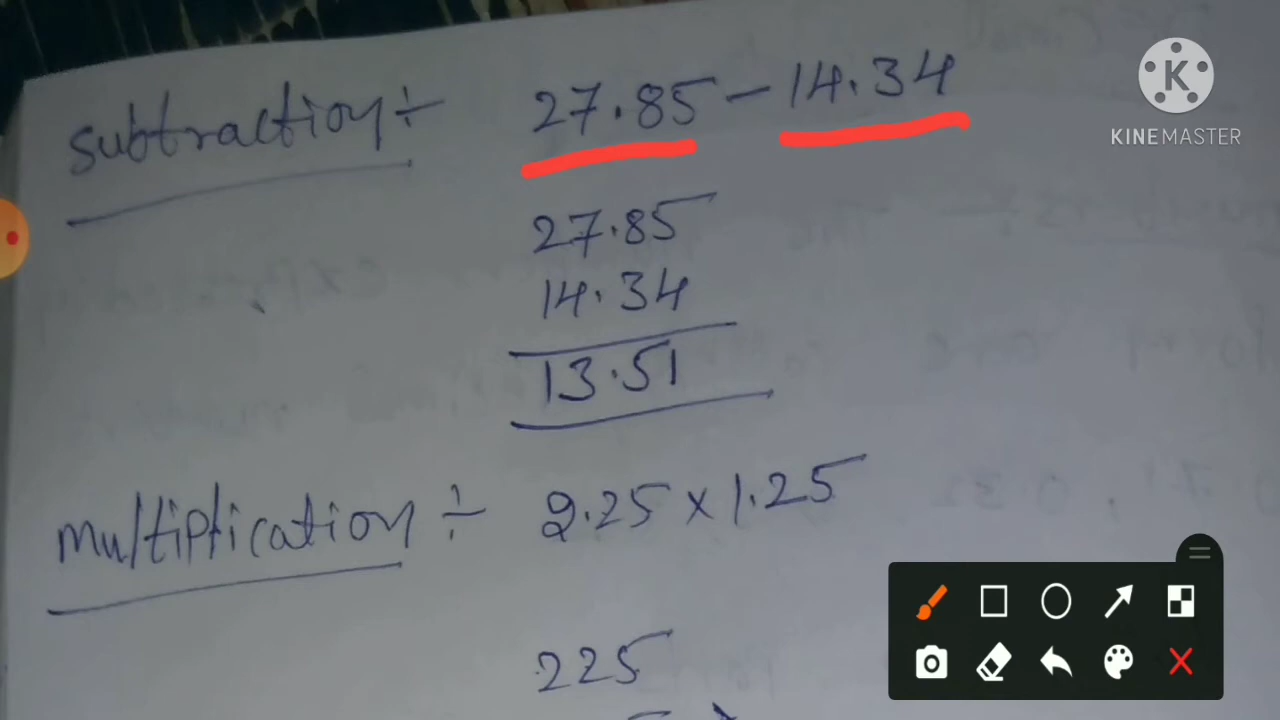 subtraction ÷ 27.85 - 14.34
KINEMASTER
27.85
14.34
13.51
multiplication ÷ 2.25 x 1.25
225